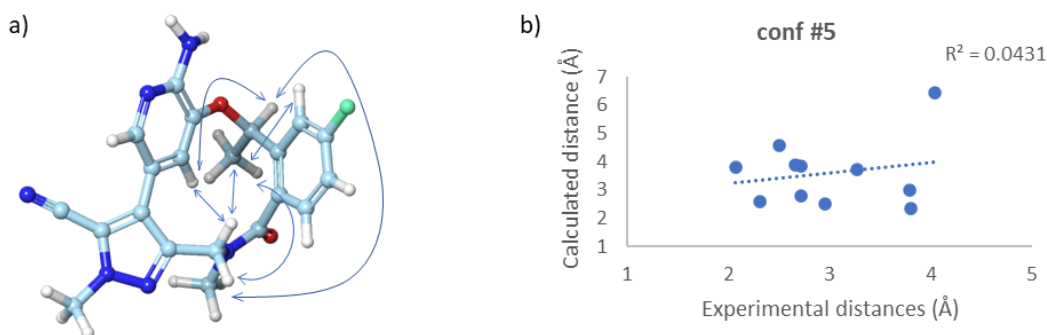 a)
b)
conf #5
R² = 0.0431
Calculated distance (Å)
7
6
5
4
3
2
1
1
2
3
4
5
Experimental distances (Å)